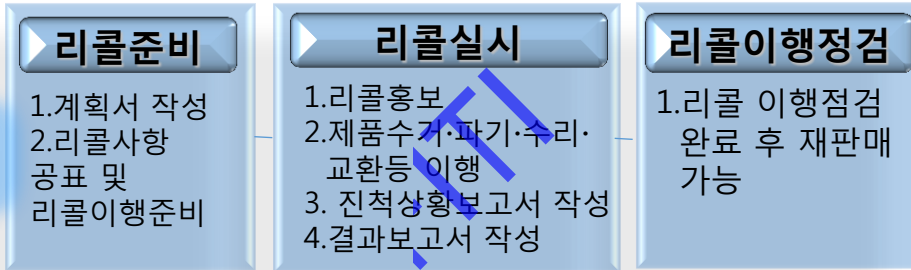 리콜준비
1.계획서 작성
2.리콜사항
공표 및
리콜이행준비
리콜실시
1.리콜홍보
2.제품수거·파기·수리·
교환등 이행
3. 진척상황보고서 작성
4.결과보고서 작성
리콜이행정검
1.리콜 이행점검
완료 후 재판매
가능